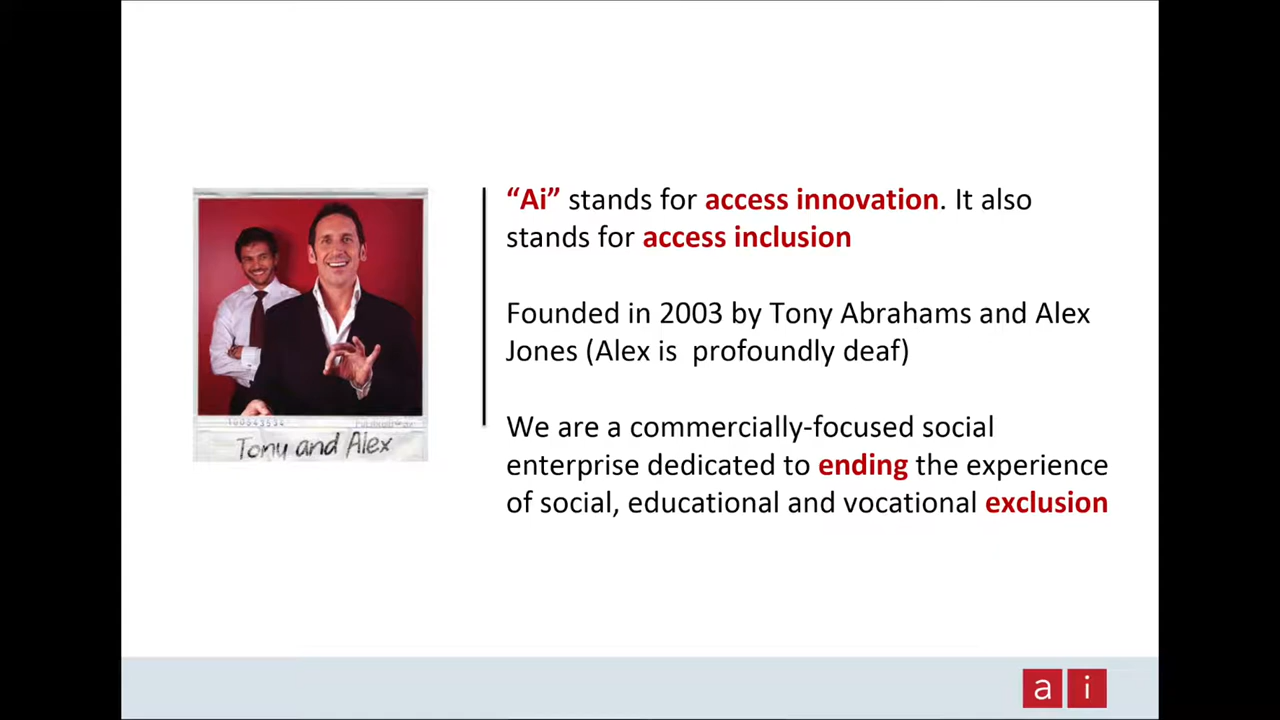 “Ai” stands for access innovation. It also
stands for access inclusion
Founded in 2003 by Tony Abrahams and Alex
Jones (Alex is  profoundly deaf)
We are a commercially-focused social
enterprise dedicated to ending the experience
of social, educational and vocational exclusion
Tony and Alex
a i